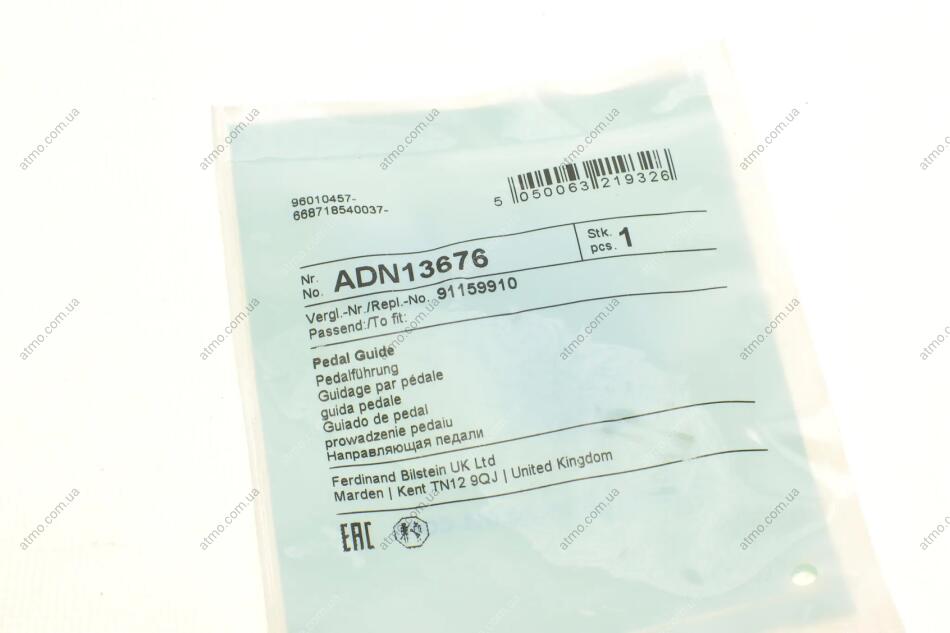 96010457-
668718540037-
5 050063 219326
Nr.
No. ADN13676
Stk.
pcs. 1
Vergl.-Nr./Repl.-No. 91159910
Passend:/To fit:
Pedal Guide
Pedalführung
Guidage par pédale
guida pedale
Guiado de pedal
prowadzenie pedaiu
Направляющая педали
Ferdinand Bilstein UK Ltd
Marden | Kent TN12 9QJ | United Kingdom
EAC
atmo.com.ua